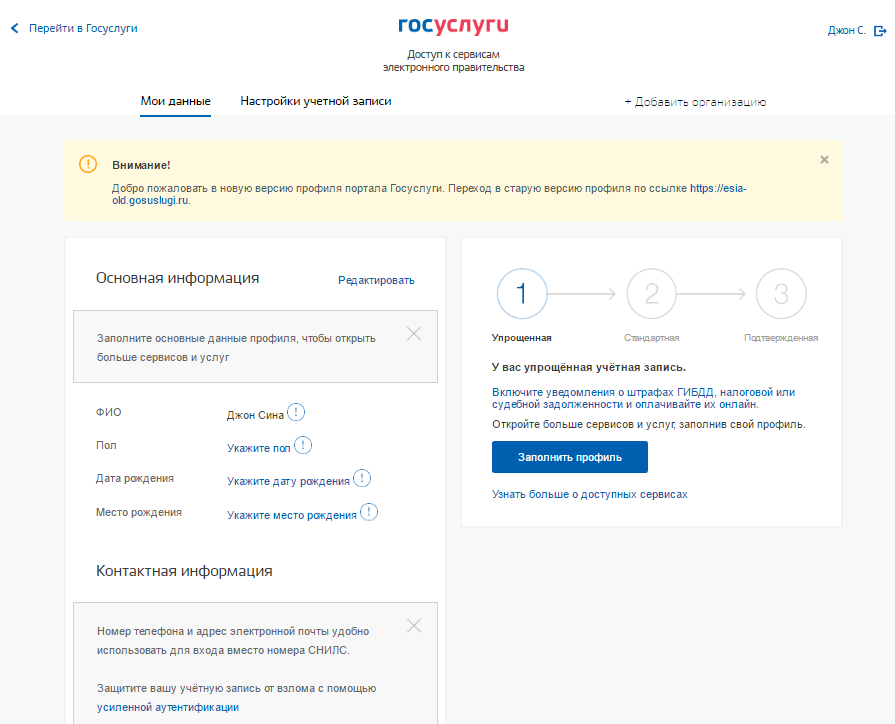 Перейти в Госуслуги
госуслуги
Джон С.
Доступ к сервисам
электронного правительства
Мои данные
Настройки учетной записи
+ Добавить организацию
Внимание!
Добро пожаловать в новую версию профиля портала Госуслуги. Переход в старую версию профиля по ссылке https://esia-
old.gosuslugi.ru.
Основная информация
Редактировать
Заполните основные данные профиля, чтобы открыть
больше сервисов и услуг
ФИО
Джон Сина
Пол
Укажите пол
Дата рождения
Укажите дату рождения
Место рождения
Укажите место рождения
Контактная информация
Номер телефона и адрес электронной почты удобно
использовать для входа вместо номера СНИЛС.
Защитите вашу учётную запись от взлома с помощью
усиленной аутентификации
1
2
3
Упрощенная
Стандартная
Подтвержденная
У вас упрощённая учётная запись.
Включите уведомления о штрафах ГИБДД, налоговой или
судебной задолженности и оплачивайте их онлайн.
Откройте больше сервисов и услуг, заполнив свой профиль.
Заполнить профиль
Узнать больше о доступных сервисах